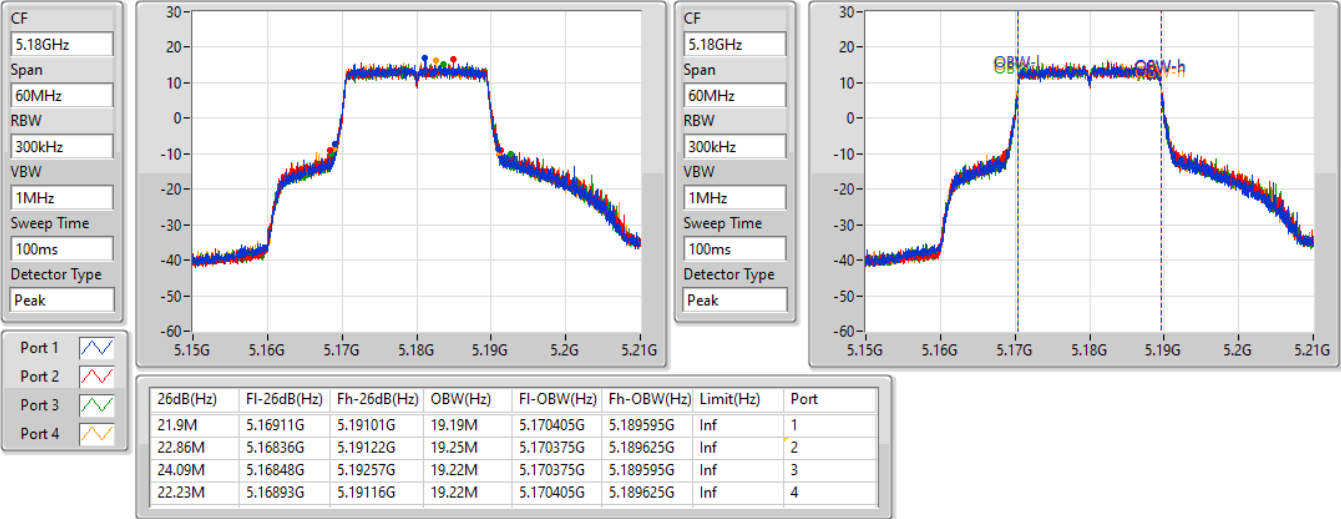 CF
5.18GHz
Span
60MHz
RBW
300kHz
VBW
1MHz
Sweep Time
100ms
Detector Type
Peak
30
20
10
0
-10
-20
-30
-40
-50
-60
5.15G 5.16G 5.17G 5.18G 5.19G 5.2G 5.21G
CF
5.18GHz
Span
60MHz
RBW
300kHz
VBW
1MHz
Sweep Time
100ms
Detector Type
Peak
30
20
10
0
-10
-20
-30
-40
-50
-60
OBW-l OBW-h
5.15G 5.16G 5.17G 5.18G 5.19G 5.2G 5.21G
Port 1
Port 2
Port 3
Port 4
26dB(Hz) Fl-26dB(Hz) Fh-26dB(Hz) OBW(Hz) Fl-OBW(Hz) Fh-OBW(Hz) Limit(Hz) Port
21.9M 5.16911G 5.19101G 19.19M 5.170405G 5.189595G Inf 1
22.86M 5.16836G 5.19122G 19.25M 5.170375G 5.189625G Inf 2
24.09M 5.16848G 5.19257G 19.22M 5.170375G 5.189595G Inf 3
22.23M 5.16893G 5.19116G 19.22M 5.170405G 5.189625G Inf 4